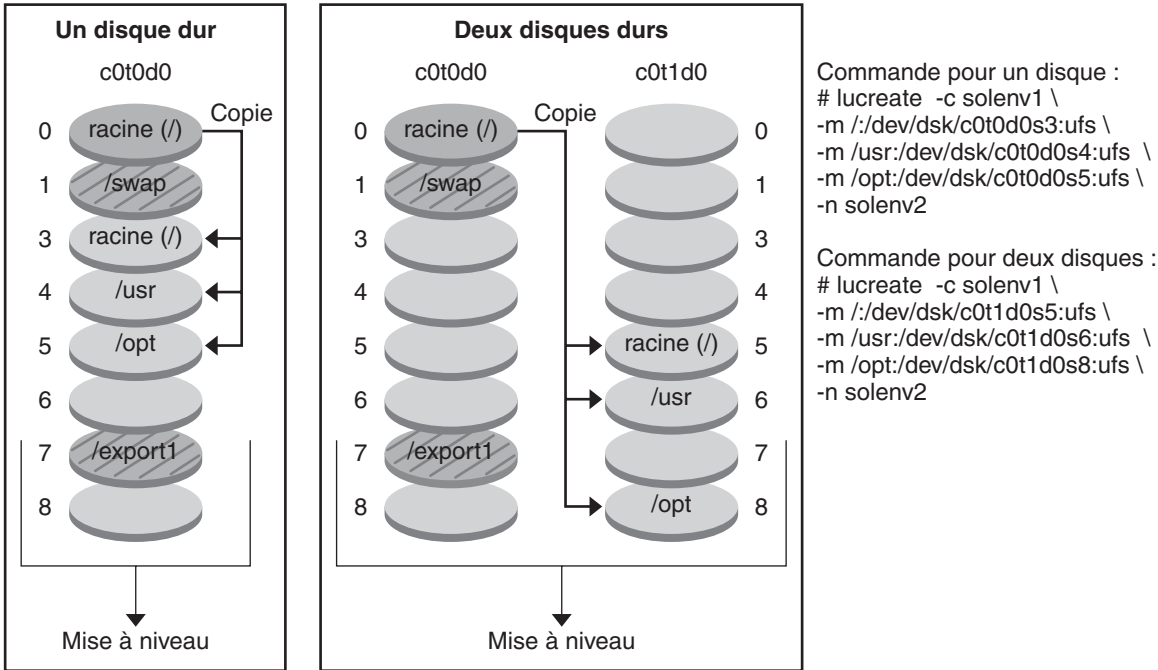 Un disque dur
c0t0d0
Copie
0 racine (/)
1 /swap
3 racine (/)
4 /usr
5 /opt
6
7 /export1
8
Mise à niveau
Deux disques durs
c0t0d0 c0t1d0
Copie
0 racine (/) 0
1 /swap 1
3 3
4 4
5 racine (/) 5
6 /usr 6
7 /export1 7
8 /opt 8
Mise à niveau
Commande pour un disque :
# lucreate -c solenv1 \
-m /:/dev/dsk/c0t0d0s3:ufs \
-m /usr:/dev/dsk/c0t0d0s4:ufs \
-m /opt:/dev/dsk/c0t0d0s5:ufs \
-n solenv2
Commande pour deux disques :
# lucreate -c solenv1 \
-m /:/dev/dsk/c0t1d0s5:ufs \
-m /usr:/dev/dsk/c0t1d0s6:ufs \
-m /opt:/dev/dsk/c0t1d0s8:ufs \
-n solenv2